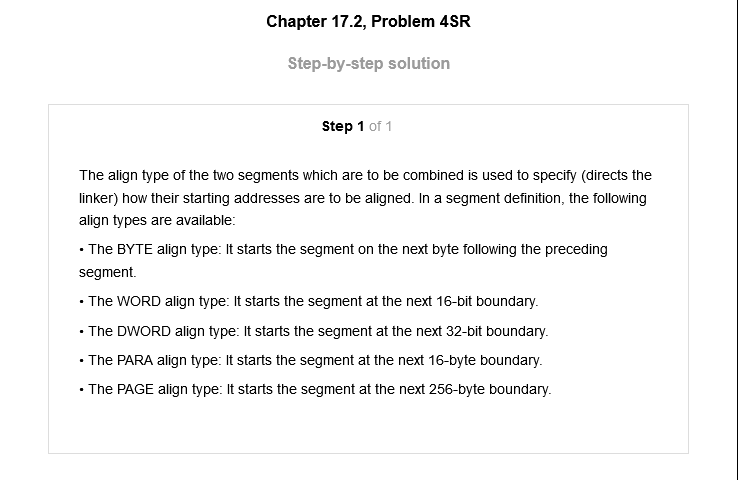 Chapter 17.2, Problem 4SR
Step-by-step solution
Step 1 of 1
The align type of the two segments which are to be combined is used to specify (directs the
linker) how their starting addresses are to be aligned. In a segment definition, the following
align types are available:
• The BYTE align type: It starts the segment on the next byte following the preceding
segment.
• The WORD align type: It starts the segment at the next 16-bit boundary.
• The DWORD align type: It starts the segment at the next 32-bit boundary.
• The PARA align type: It starts the segment at the next 16-byte boundary.
• The PAGE align type: It starts the segment at the next 256-byte boundary.